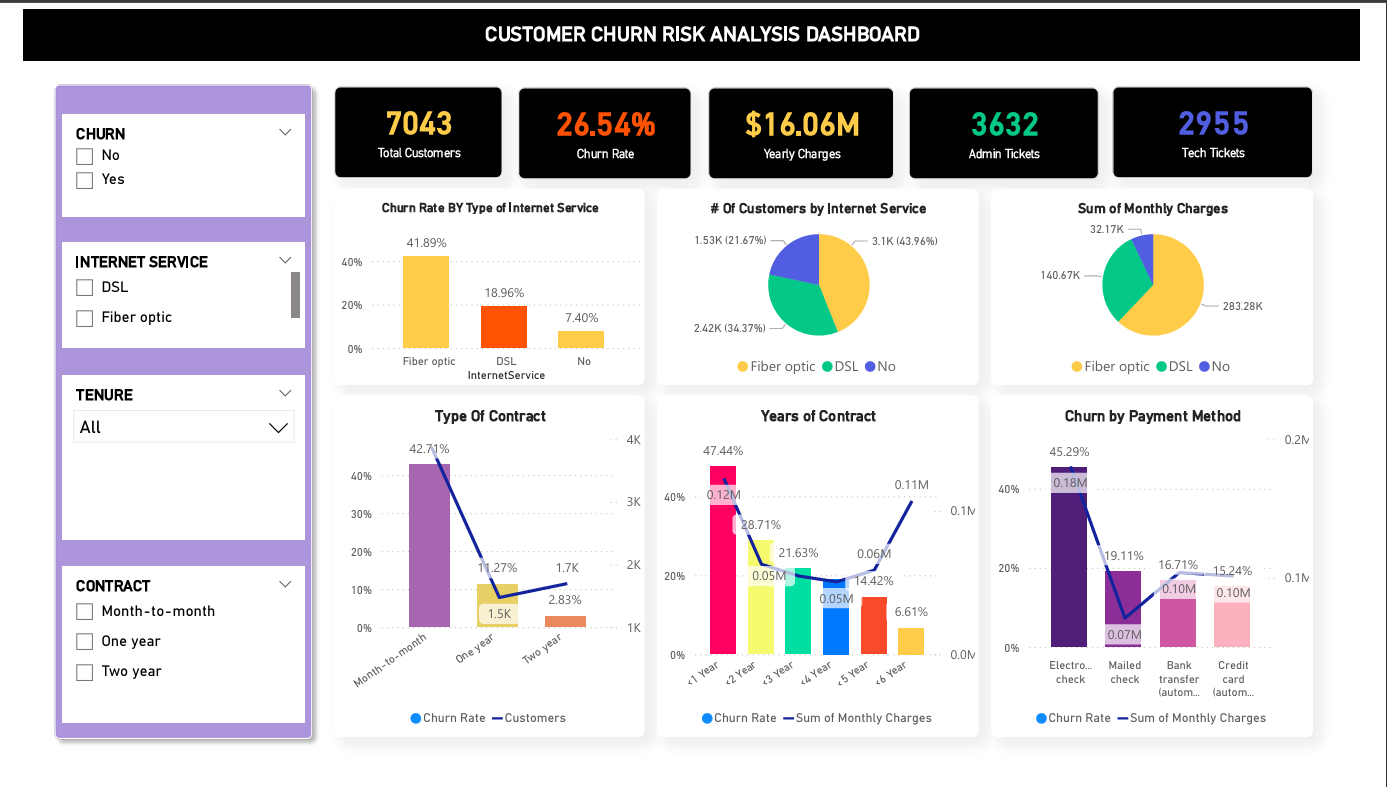 CUSTOMER CHURN RISK ANALYSIS DASHBOARD
CHURN
No
Yes
INTERNET SERVICE
DSL
Fiber optic
TENURE
All
CONTRACT
Month-to-month
One year
Two year
7043
Total Customers
26.54%
Churn Rate
$16.06M
Yearly Charges
3632
Admin Tickets
2955
Tech Tickets
Churn Rate BY Type of Internet Service
41.89%
18.96%
7.40%
40%
20%
0%
Fiber optic DSL No
InternetService
# Of Customers by Internet Service
1.53K (21.67%)
3.1K (43.96%)
2.42K (34.37%)
Fiber optic DSL No
Sum of Monthly Charges
32.17K
140.67K
283.28K
Fiber optic DSL No
Type Of Contract
42.71%
11.27%
1.5K
1.7K
2.83%
40%
30%
20%
10%
0%
4K
3K
2K
1K
Month-to-month One year Two year
Churn Rate Customers
Years of Contract
47.44%
0.12M
28.71%
0.05M
21.63%
0.05M
0.06M
14.42%
0.11M
6.61%
40%
20%
0%
0.1M
0.0M
<1 Year <2 Year <3 Year <4 Year <5 Year <6 Year
Churn Rate Sum of Monthly Charges
Churn by Payment Method
45.29%
0.18M
19.11%
0.07M
16.71%
0.10M
15.24%
0.10M
40%
20%
0%
0.2M
0.1M
Electro...
check
Mailed
check
Bank
transfer
(autom...
Credit
card
(autom...
Churn Rate Sum of Monthly Charges